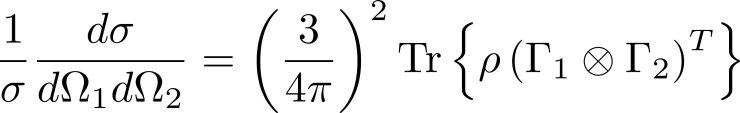 $$\frac{1}{\sigma} \frac{d\sigma}{d\Omega_1 d\Omega_2} = \left( \frac{3}{4\pi} \right)^2 \text{Tr} \left\{ \rho \left( \Gamma_1 \otimes \Gamma_2 \right)^T \right\}$$